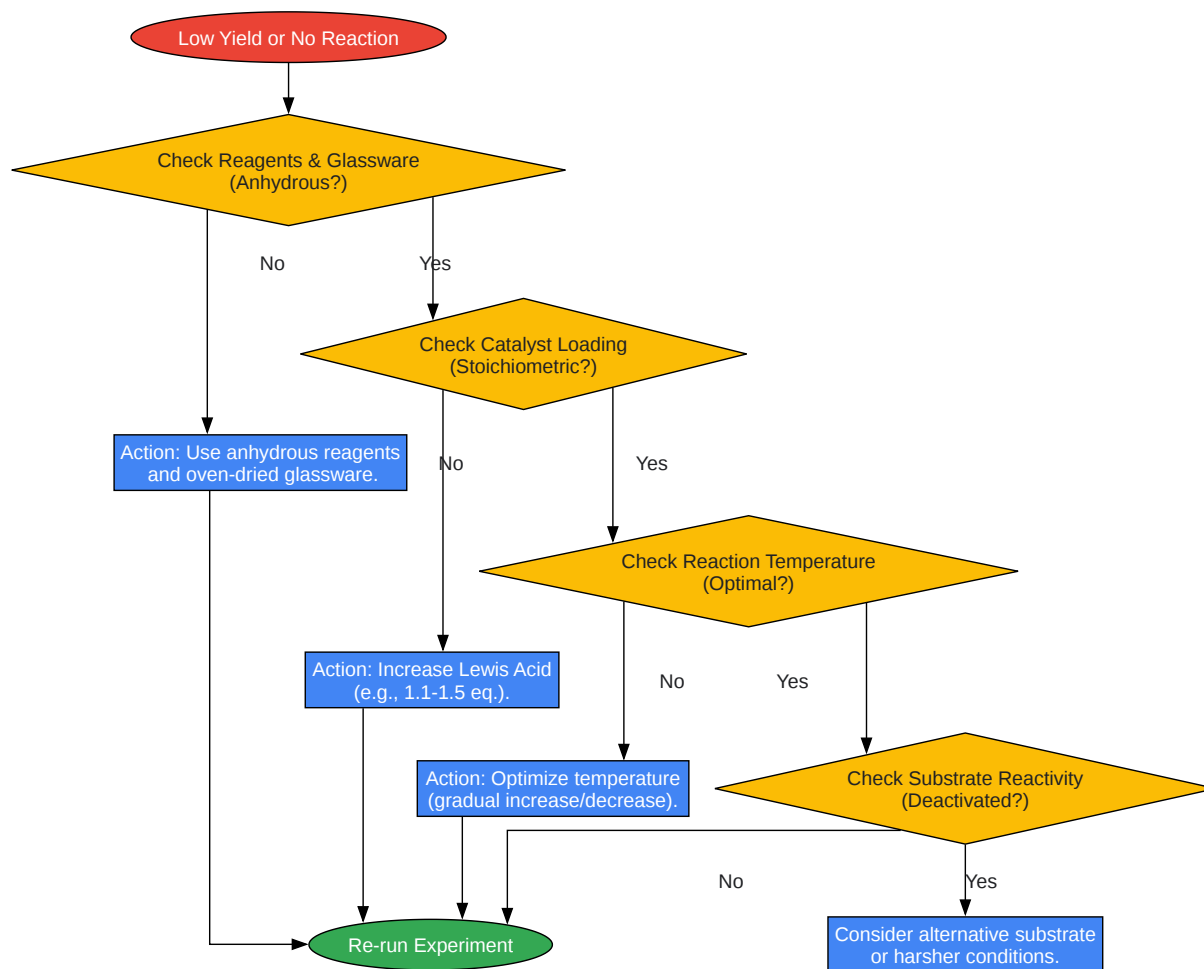 Low Yield or No Reaction
Check Reagents & Glassware
(Anhydrous?)
No
Yes
Check Catalyst Loading
(Stoichiometric?)
Action: Use anhydrous reagents
and oven-dried glassware.
No
Yes
Check Reaction Temperature
(Optimal?)
Action: Increase Lewis Acid
(e.g., 1.1-1.5 eq.).
No
Yes
Action: Optimize temperature
(gradual increase/decrease).
Check Substrate Reactivity
(Deactivated?)
No
Yes
Re-run Experiment
Consider alternative substrate
or harsher conditions.